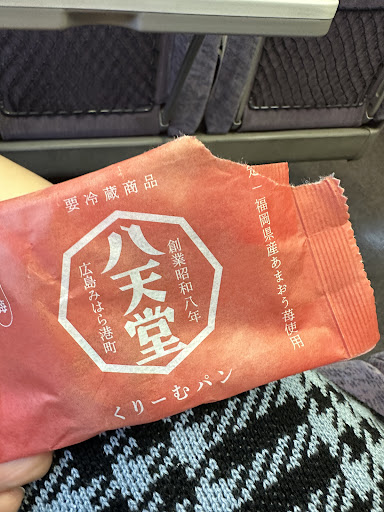 要冷蔵商品
創業昭和八年
八天堂
広島みはら港町
くりーむパン
福岡県産あまおう苺使用